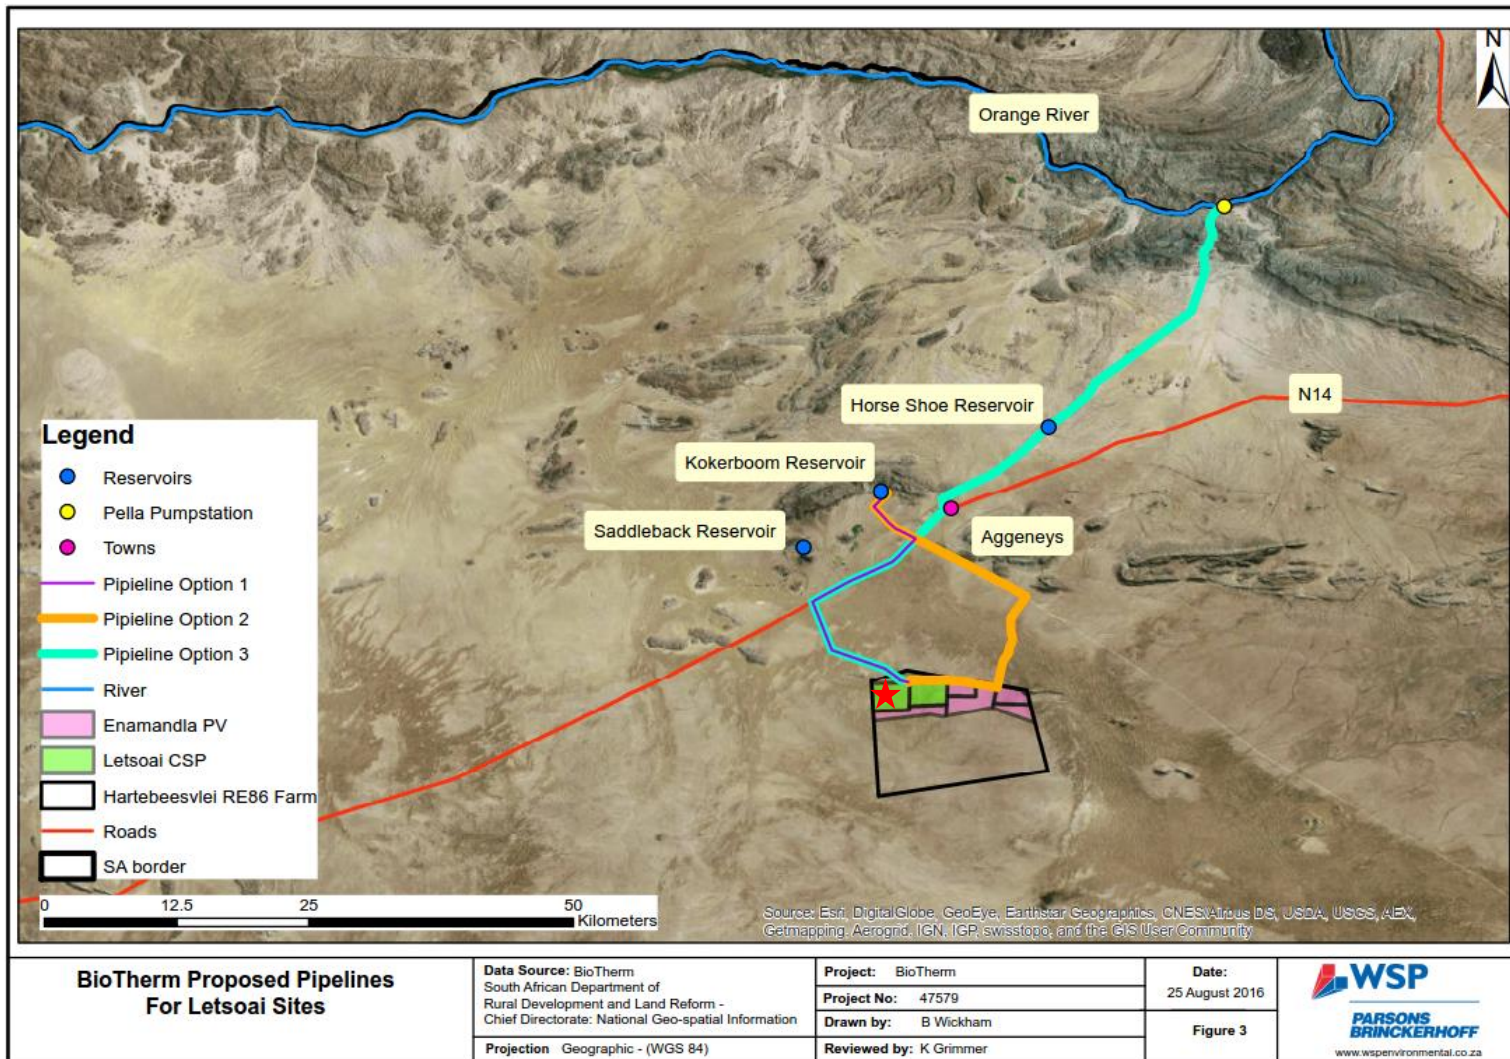 N
Orange River
N14
Horse Shoe Reservoir
Kokerboom Reservoir
Saddleback Reservoir
Aggeneys
Legend
Reservoirs
Pella Pumpstation
Towns
Pipieline Option 1
Pipieline Option 2
Pipieline Option 3
River
Enamandla PV
Letsoai CSP
Hartebeesvlei RE86 Farm
Roads
SA border
0 12.5 25 50
Kilometers
Source: Esri, DigitalGlobe, GeoEye, Earthstar Geographics, CNES/Airbus DS, USDA, USGS, AEX,
Getmapping, Aerogrid, IGN, IGP, swisstopo, and the GIS User Community
BioTherm Proposed Pipelines
For Letsoai Sites
Data Source: BioTherm
South African Department of
Rural Development and Land Reform -
Chief Directorate: National Geo-spatial Information
Projection Geographic - (WGS 84)
Project: BioTherm
Project No: 47579
Drawn by: B Wickham
Reviewed by: K Grimmer
Date:
25 August 2016
Figure 3
WSP
PARSONS
BRINCKERHOFF
www.wspenvironmental.co.za